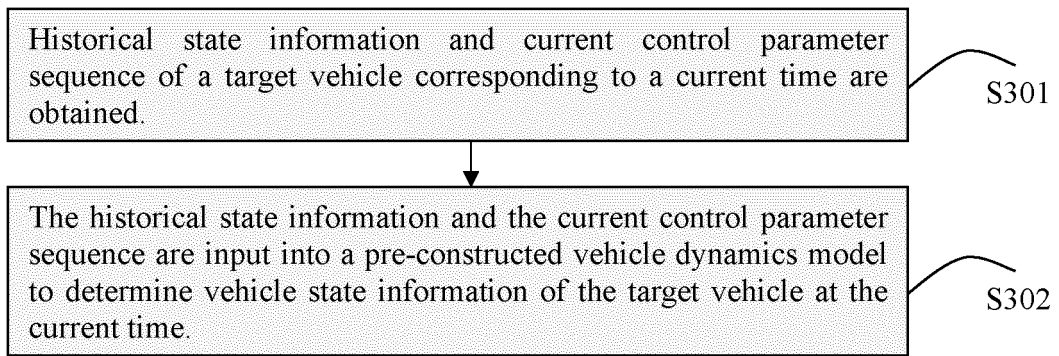 Historical state information and current control parameter
sequence of a target vehicle corresponding to a current time are
obtained.
S301
The historical state information and the current control parameter
sequence are input into a pre-constructed vehicle dynamics model
to determine vehicle state information of the target vehicle at the
current time.
S302